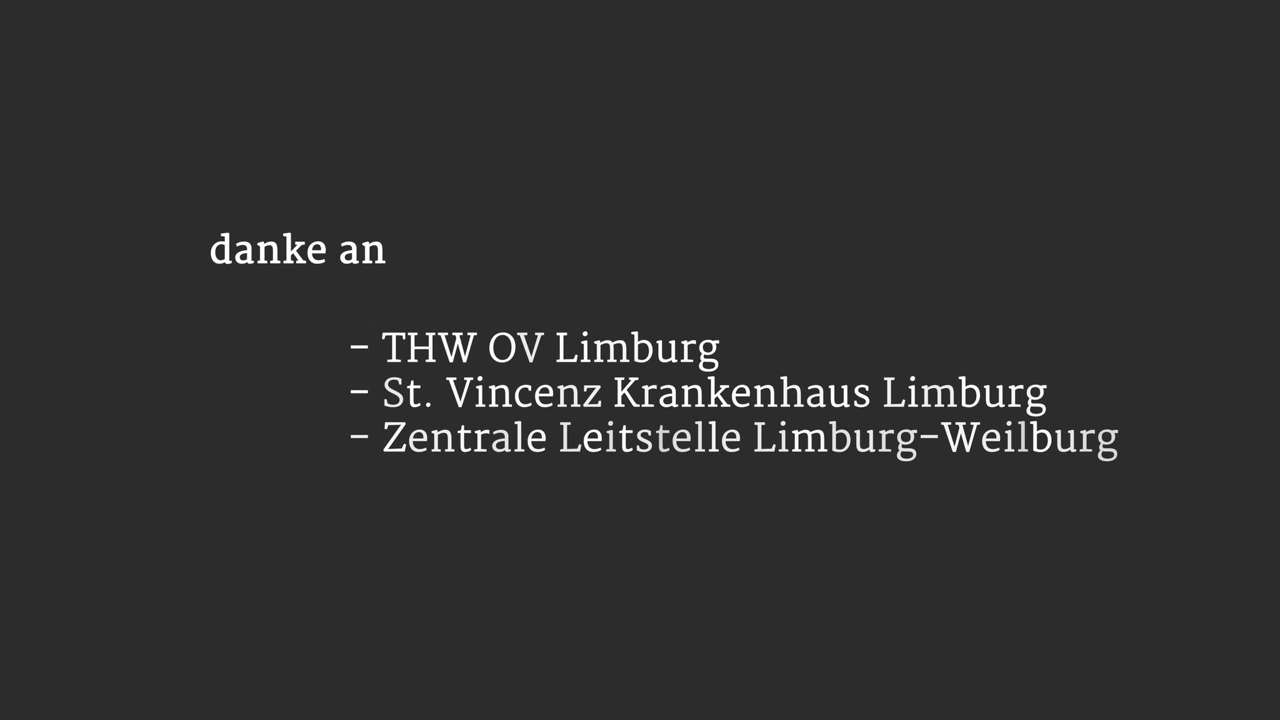 danke an
- THW OV Limburg
- St. Vincenz Krankenhaus Limburg
- Zentrale Leitstelle Limburg-Weilburg